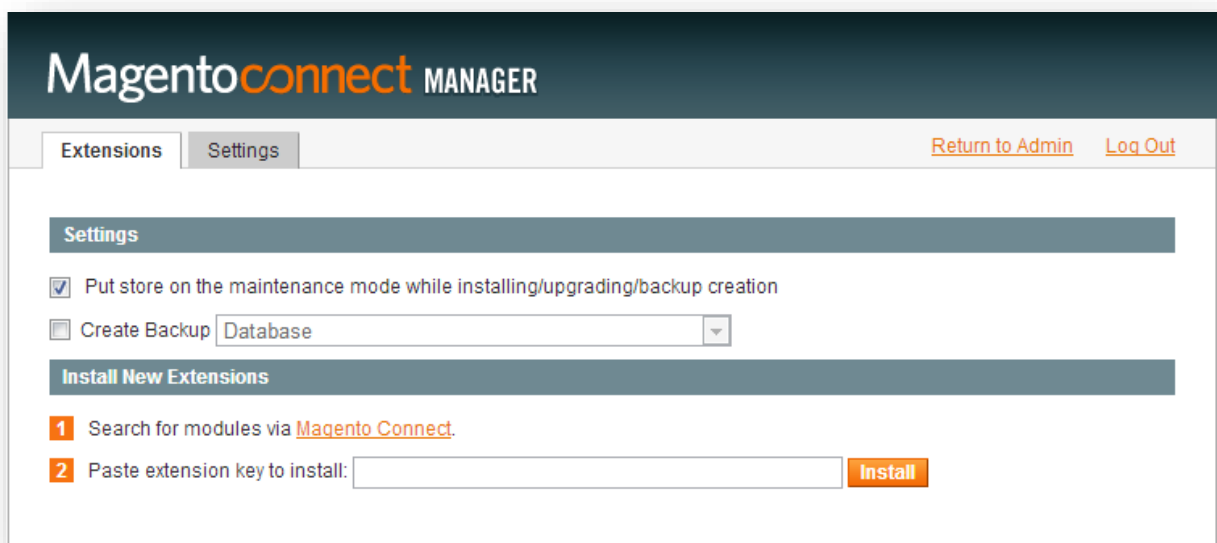 Magentoconnect MANAGER
Extensions Settings Return to Admin Log Out
Settings
Put store on the maintenance mode while installing/upgrading/backup creation
Create Backup Database
Install New Extensions
1 Search for modules via Magento Connect.
2 Paste extension key to install: Install